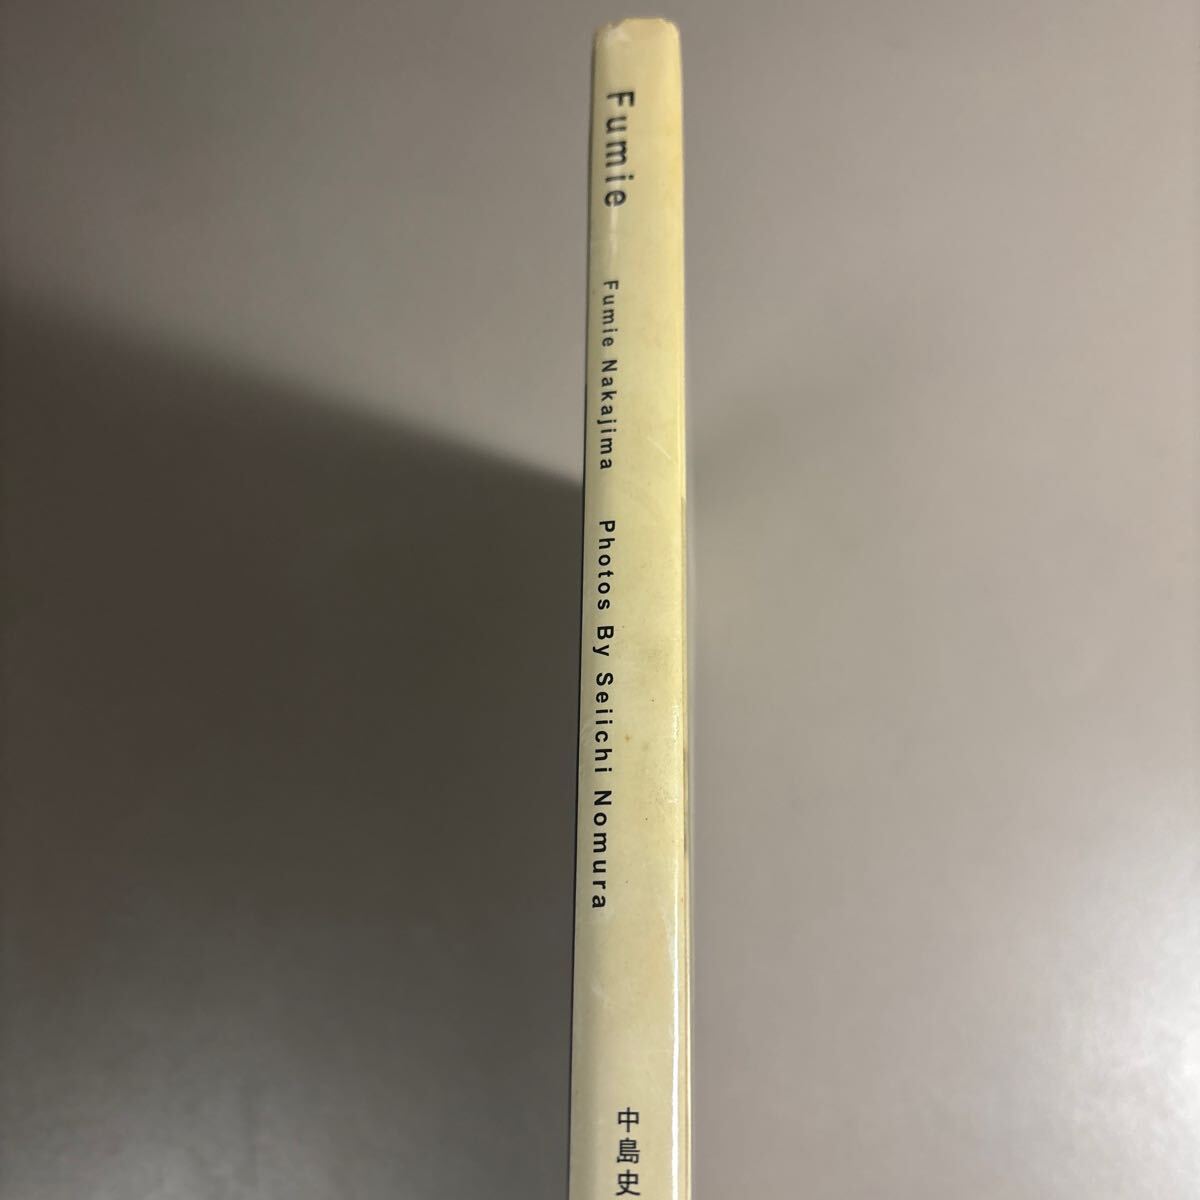 Fumie
Fumie Nakajima
Photos By Seiichi Nomura
中島史